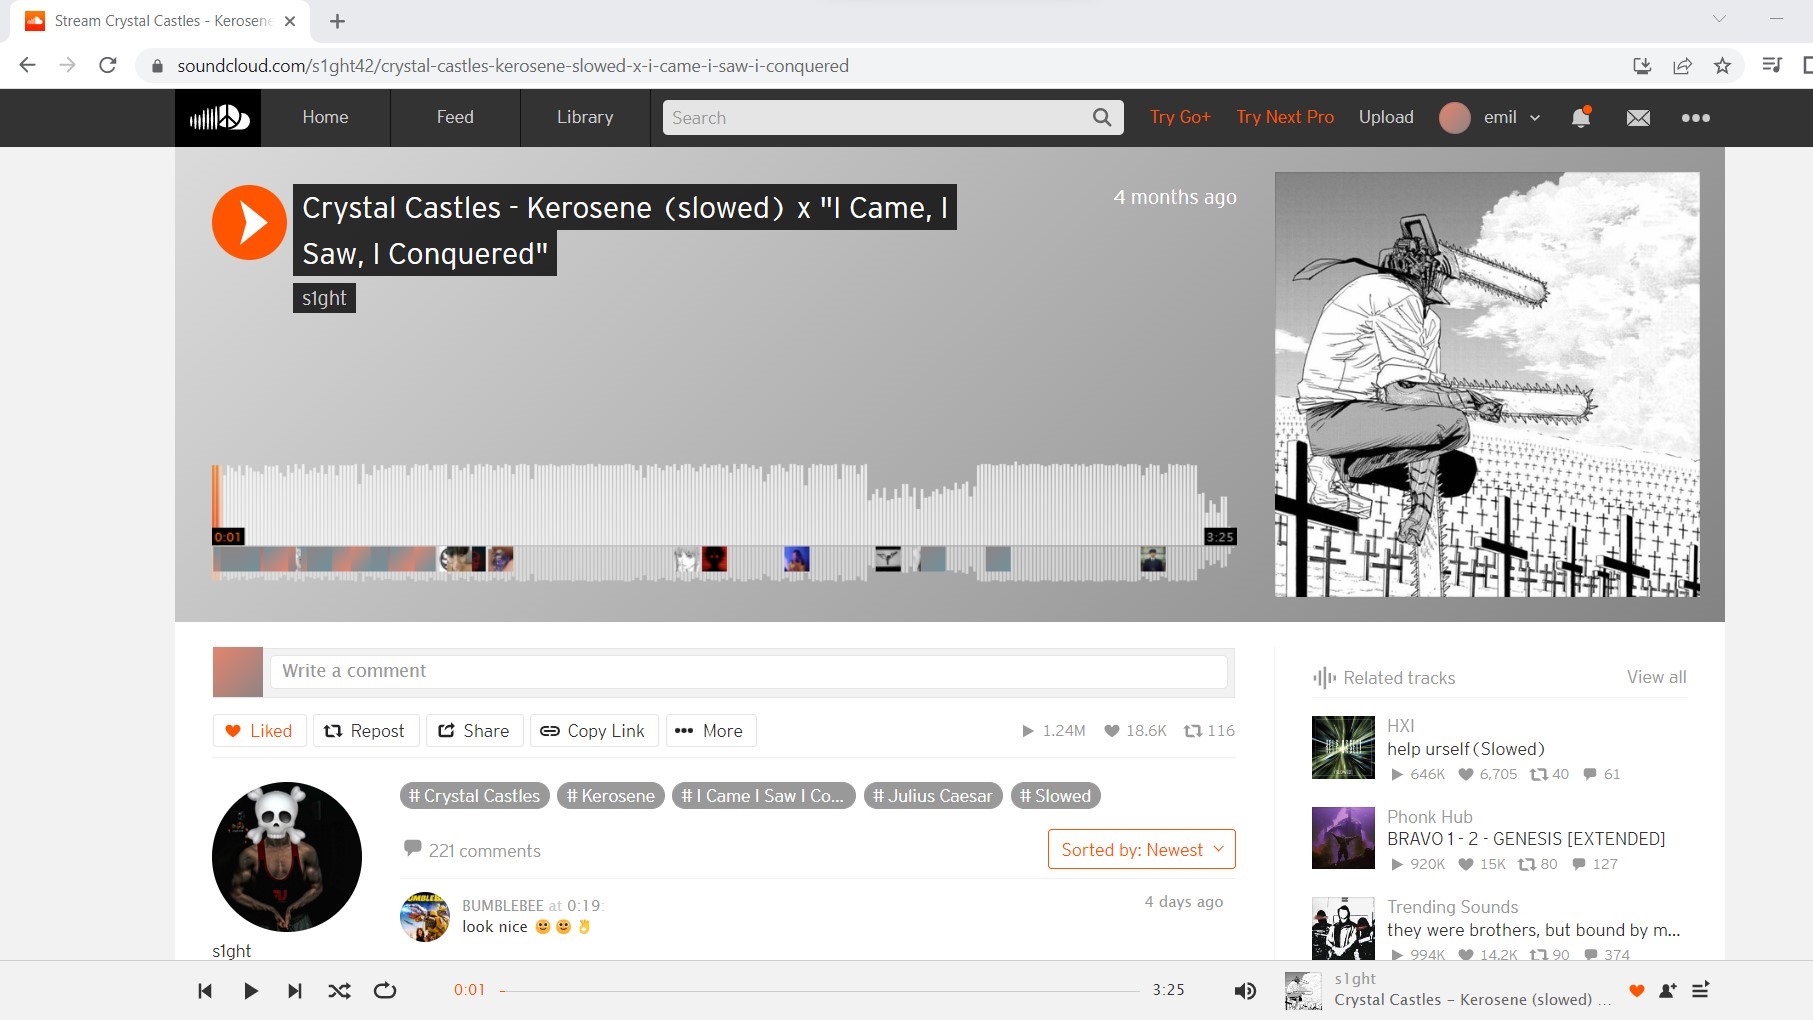 Stream Crystal Castles - Kerosene
soundcloud.com/s1ght42/crystal-castles-kerosene-slowed-x-i-came-i-saw-i-conquered
Home
Feed
Library
Search
Try Go+
Try Next Pro
Upload
emil
Crystal Castles - Kerosene (slowed) x "I Came, I
Saw, I Conquered"
s1ght
4 months ago
0:01
3:25
Write a comment
Liked
Repost
Share
Copy Link
More
1.24M
18.6K
116
# Crystal Castles
# Kerosene
# I Came I Saw I Co...
# Julius Caesar
# Slowed
221 comments
Sorted by: Newest
BUMBLEBEE at 0:19:
4 days ago
look nice 🙂 🙂 👌
s1ght
Related tracks
View all
HXI
help urself (Slowed)
646K 6,705 40 61
Phonk Hub
BRAVO 1 - 2 - GENESIS [EXTENDED]
920K 15K 80 127
Trending Sounds
they were brothers, but bound by m...
994K 14.2K 90 374
0:01
3:25
s1ght
Crystal Castles – Kerosene (slowed) ...